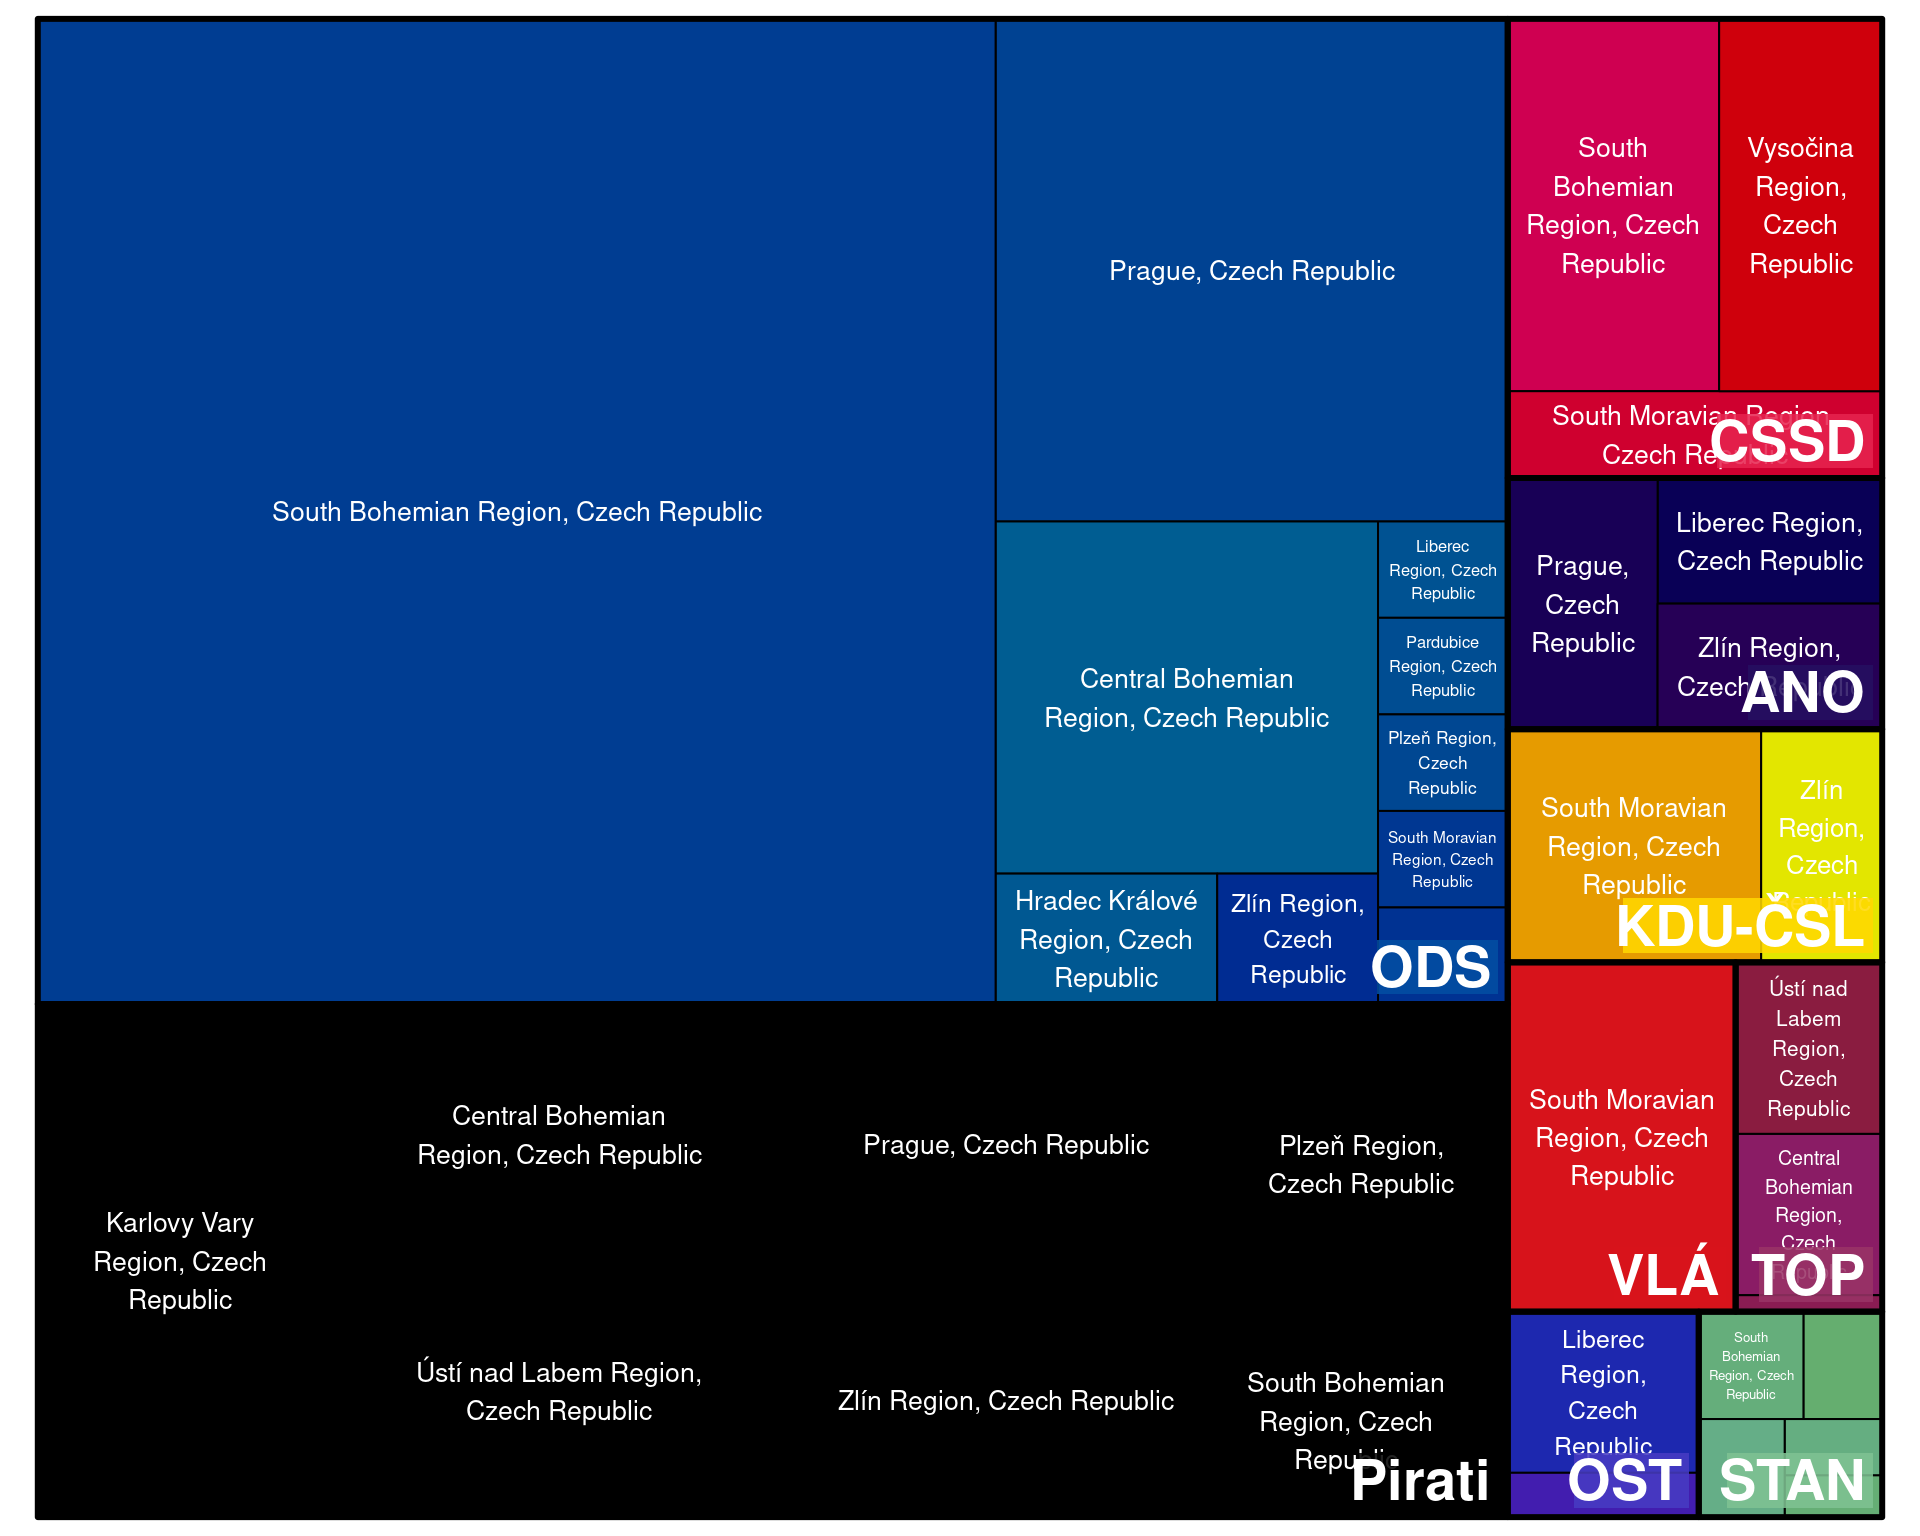 South Bohemian Region, Czech Republic
Prague, Czech Republic
Central Bohemian
Region, Czech Republic
Liberec
Region, Czech
Republic
Pardubice
Region, Czech
Republic
Plzeň Region,
Czech
Republic
South Moravian
Region, Czech
Republic
Hradec Králové
Region, Czech
Republic
Zlín Region,
Czech
Republic
ODS
Karlovy Vary
Region, Czech
Republic
Central Bohemian
Region, Czech Republic
Ústí nad Labem Region,
Czech Republic
Prague, Czech Republic
Zlín Region, Czech Republic
Plzeň Region,
Czech Republic
South Bohemian
Region, Czech
Republic
Pirati
South
Bohemian
Region, Czech
Republic
Vysočina
Region,
Czech
Republic
South Moravian Region,
Czech Republic
CSSD
Prague,
Czech
Republic
Liberec Region,
Czech Republic
Zlín Region,
Czech Republic
ANO
South Moravian
Region, Czech
Republic
Zlín
Region,
Czech
Republic
KDU-ČSL
South Moravian
Region, Czech
Republic
VLÁ
Ústí nad
Labem
Region,
Czech
Republic
Central
Bohemian
Region,
Czech
Republic
TOP
Liberec
Region,
Czech
Republic
OST
South
Bohemian
Region, Czech
Republic
STAN